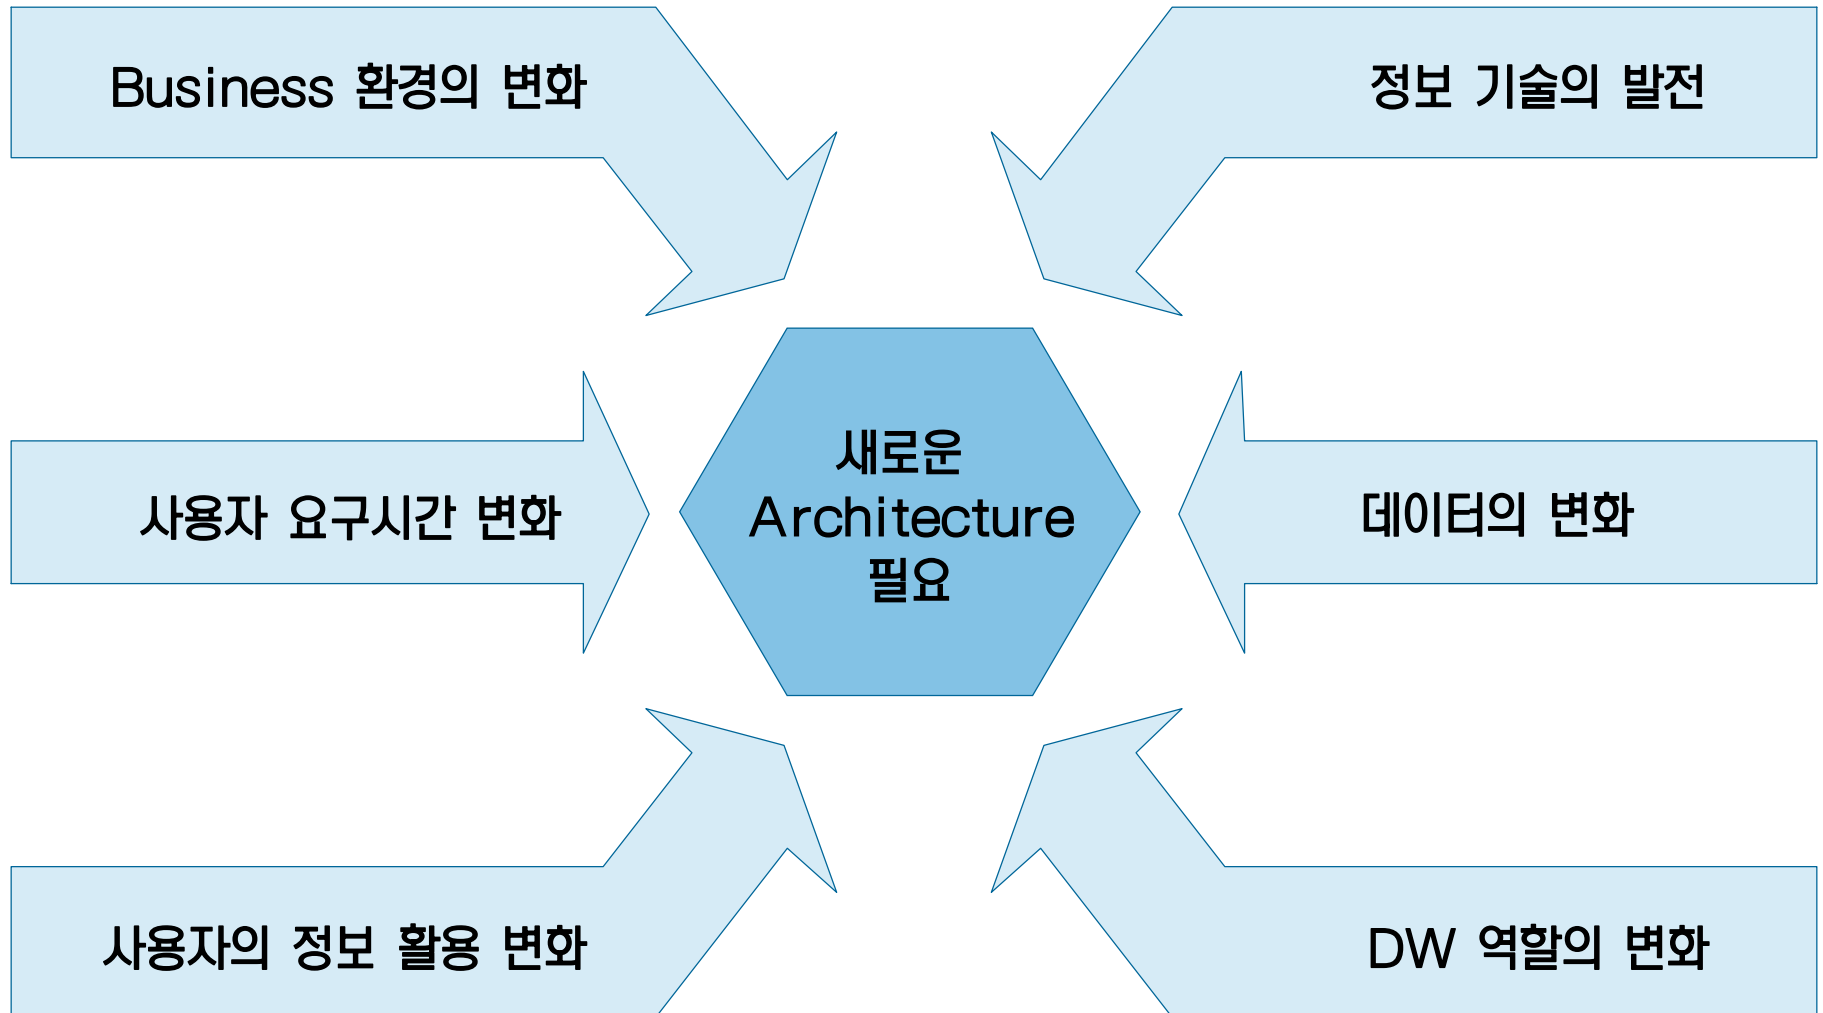 Business 환경의 변화
정보 기술의 발전
새로운
Architecture
필요
사용자 요구시간 변화
데이터의 변화
사용자의 정보 활용 변화
DW 역할의 변화